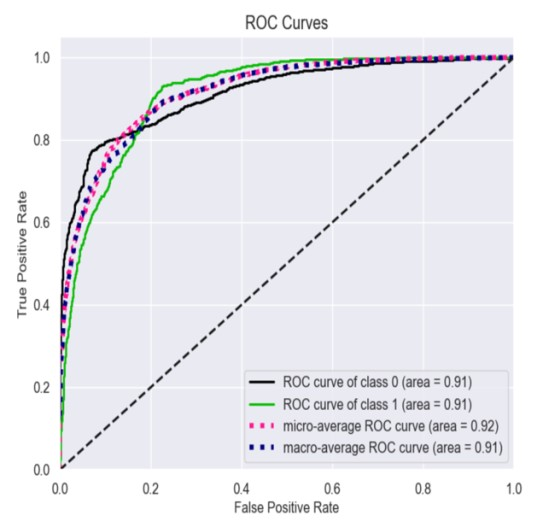 ROC Curves
True Positive Rate
1.0
0.8
0.6
0.4
0.2
0.0
ROC curve of class 0 (area = 0.91)
ROC curve of class 1 (area = 0.91)
micro-average ROC curve (area = 0.92)
macro-average ROC curve (area = 0.91)
0.0 0.2 0.4 0.6 0.8 1.0
False Positive Rate